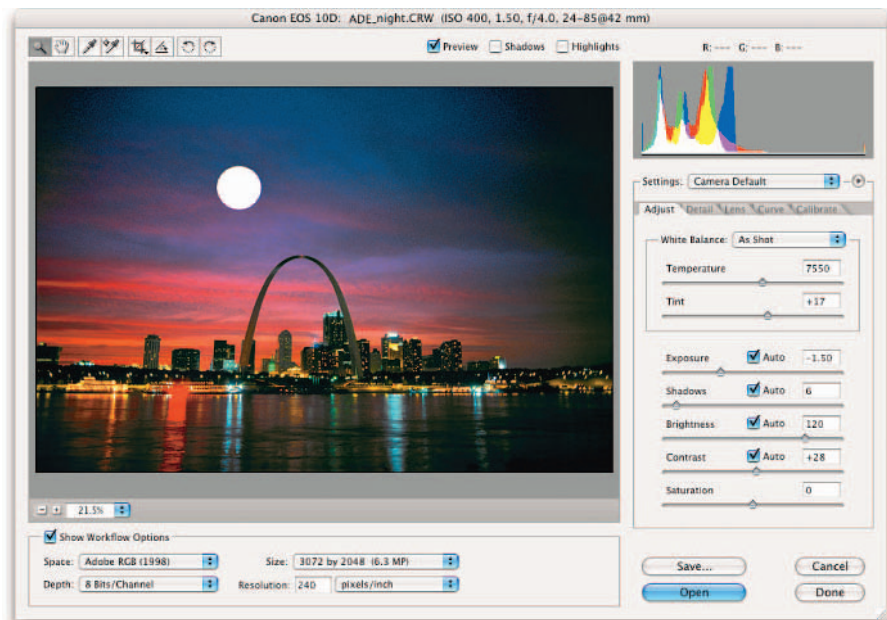 Canon EOS 10D: ADE_night.CRW (ISO 400, 1.50, f/4.0, 24-85@42 mm)
Preview Shadows Highlights
R: --- G: --- B: ---
Settings: Camera Default
Adjust Detail Lens Curve Calibrate
White Balance: As Shot
Temperature 7550
Tint +17
Exposure Auto -1.50
Shadows Auto 6
Brightness Auto 120
Contrast Auto +28
Saturation 0
21.5%
Show Workflow Options
Space: Adobe RGB (1998) Size: 3072 by 2048 (6.3 MP)
Depth: 8 Bits/Channel Resolution: 240 pixels/inch
Save... Cancel
Open Done